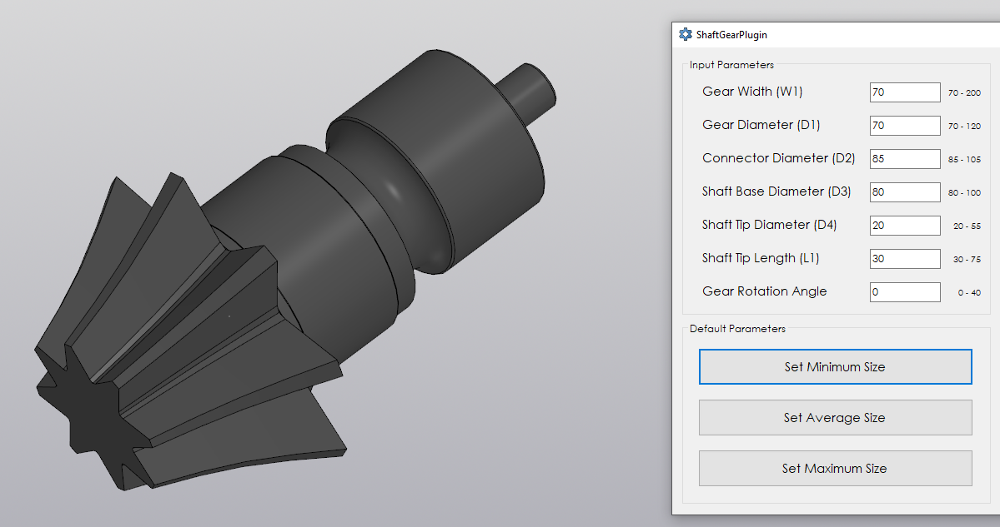 ShaftGearPlugin
Input Parameters
Gear Width (W1) 70 70 - 200
Gear Diameter (D1) 70 70 - 120
Connector Diameter (D2) 85 85 - 105
Shaft Base Diameter (D3) 80 80 - 100
Shaft Tip Diameter (D4) 20 20 - 55
Shaft Tip Length (L1) 30 30 - 75
Gear Rotation Angle 0 0 - 40
Default Parameters
Set Minimum Size
Set Average Size
Set Maximum Size